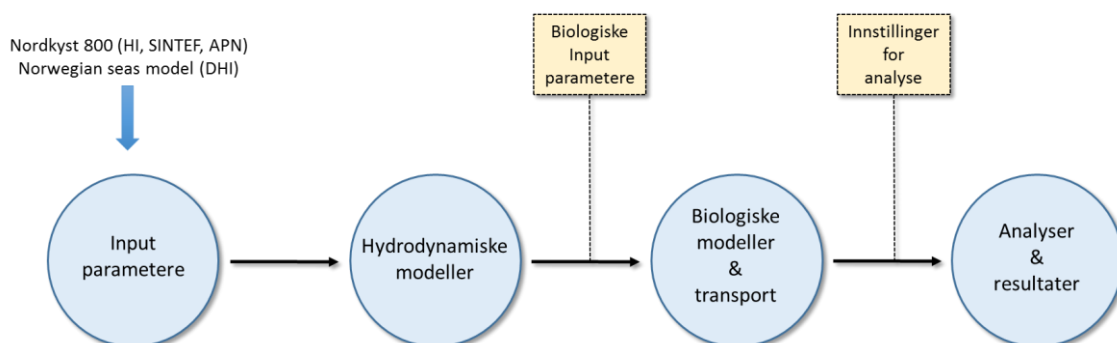 Nordkyst 800 (HI, SINTEF, APN)
Norwegian seas model (DHI)
Biologiske
Input
parametere
Innstillinger
for
analyse
Input
parametere
Hydrodynamiske
modeller
Biologiske
modeller
&
transport
Analyser
&
resultater